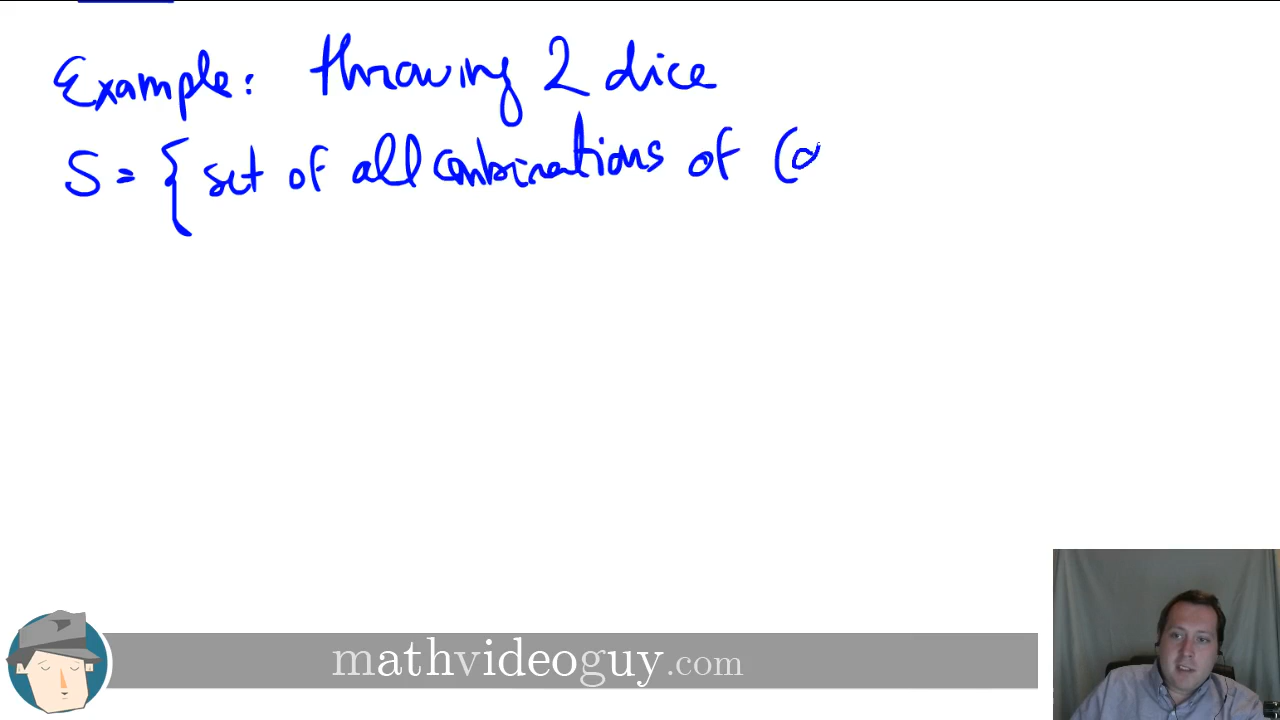 Example: throwing 2 dice
S = { set of all combinations of (a
mathvideoguy.com